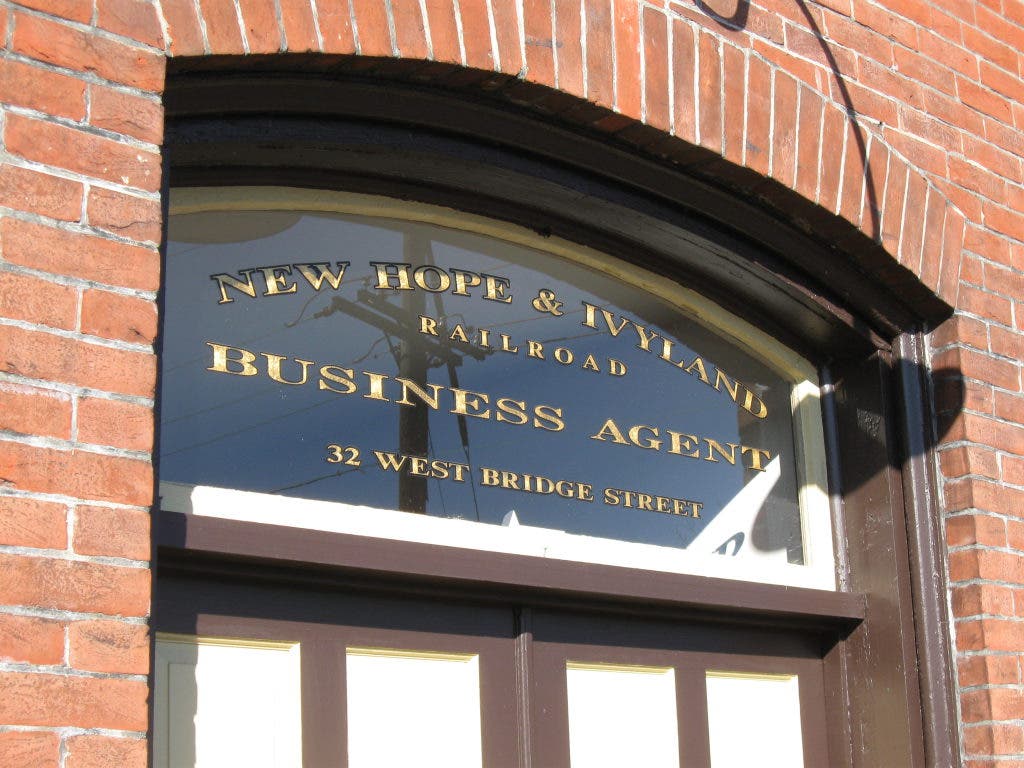 NEW HOPE & IVYLAND
RAILROAD
BUSINESS AGENT
32 WEST BRIDGE STREET